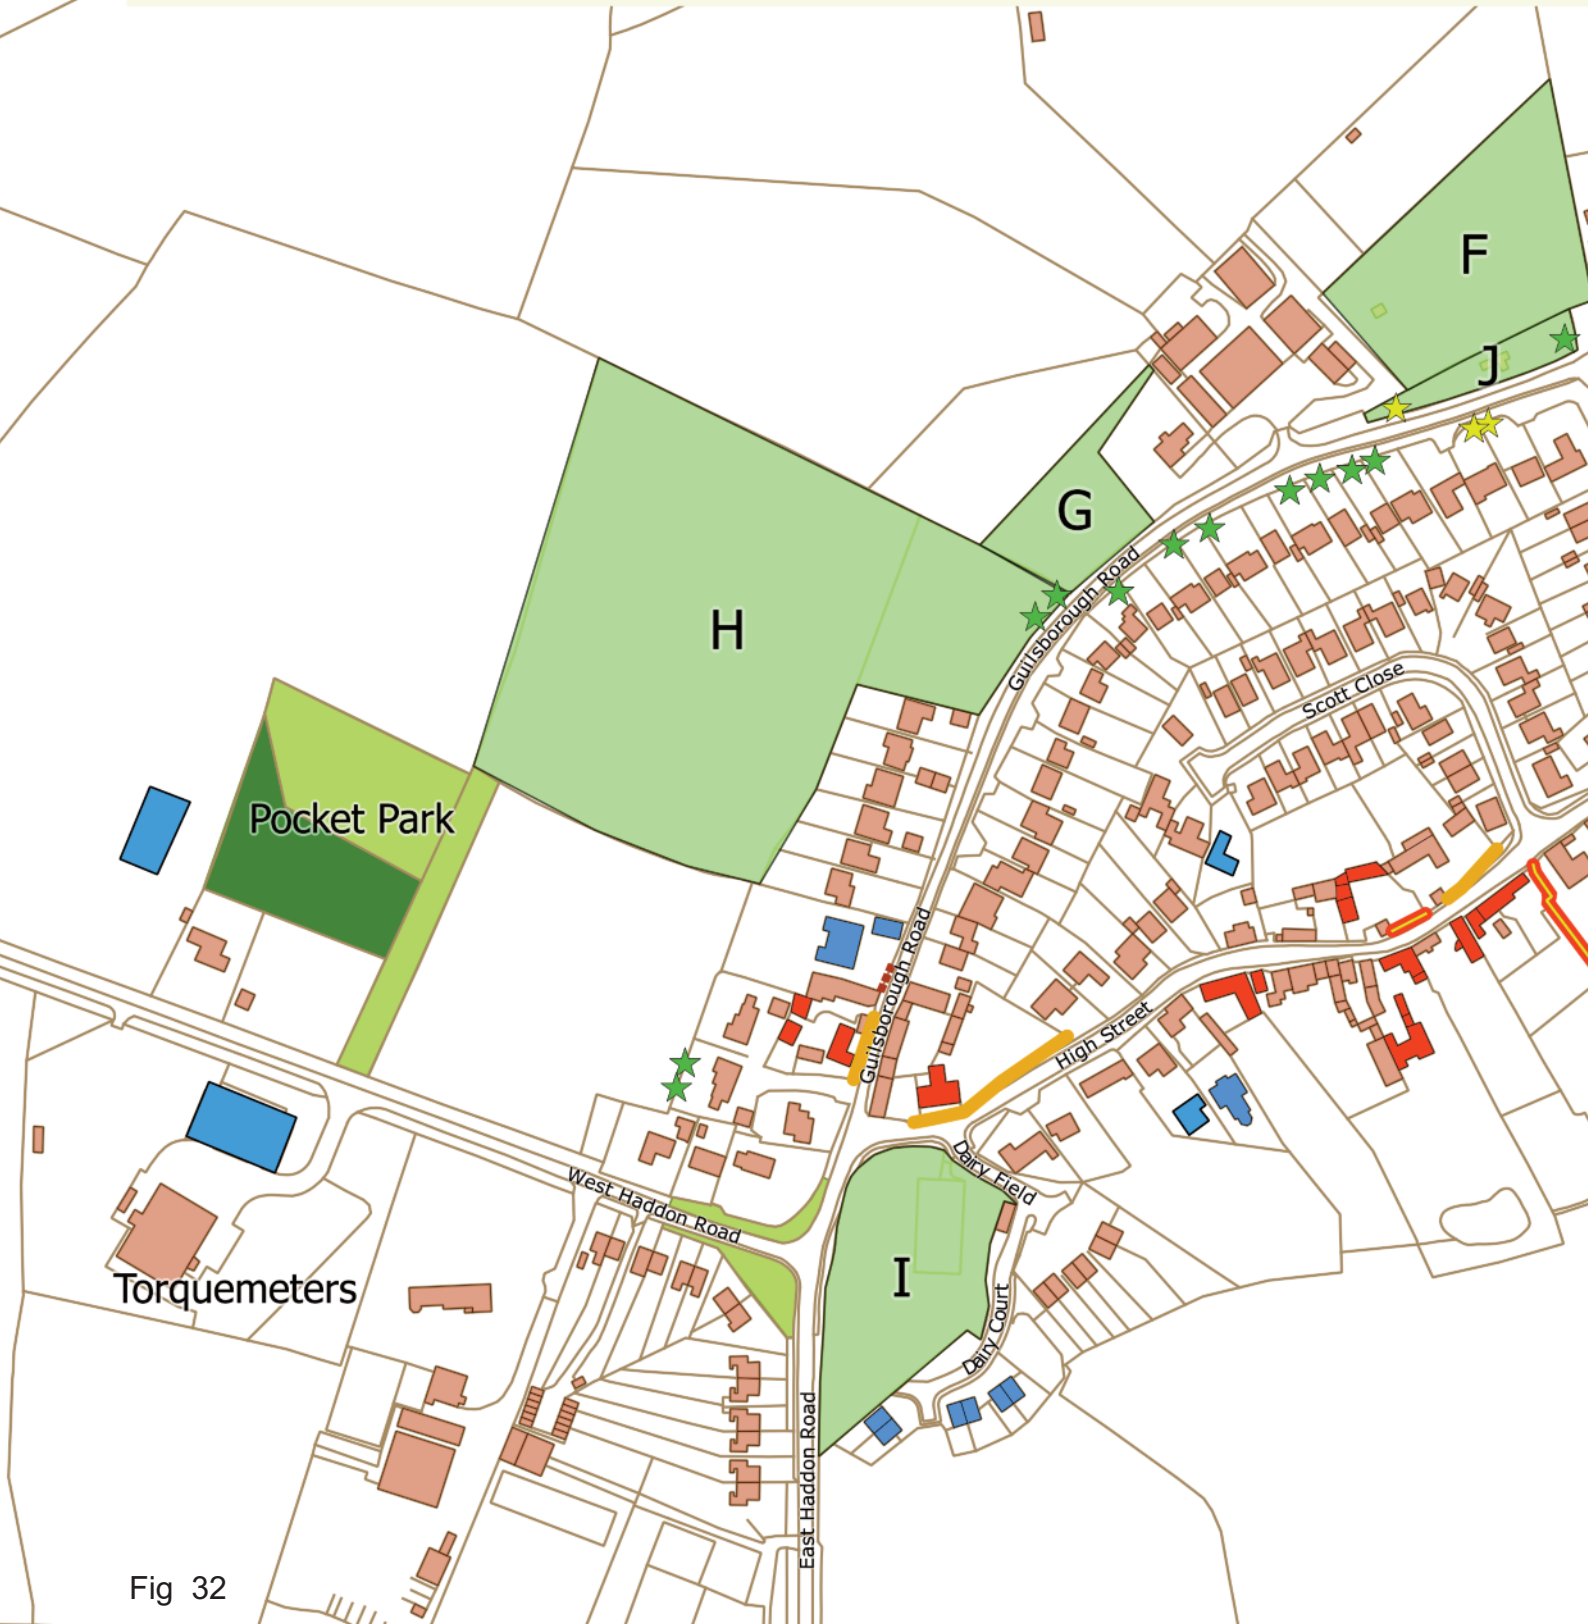 F
J
G
Guilsborough Road
H
Scott Close
Pocket Park
Guilsborough Road
High Street
Dairy Field
West Haddon Road
I
Torquemeters
Dairy Court
East Haddon Road
Fig 32